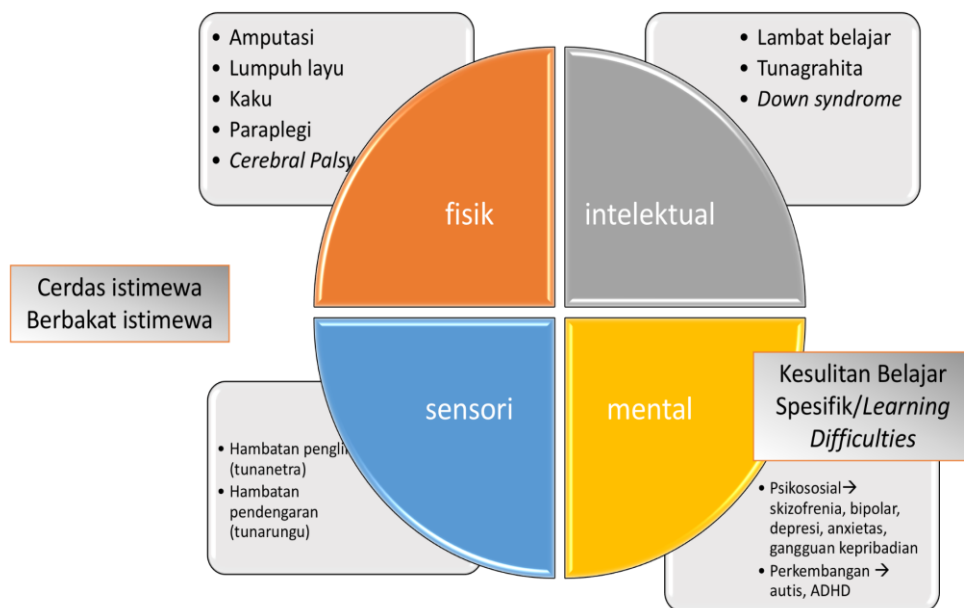 • Amputasi
• Lumpuh layu
• Kaku
• Paraplegi
• Cerebral Palsy
• Lambat belajar
• Tunagrahita
• Down syndrome
fisik
intelektual
Cerdas istimewa
Berbakat istimewa
sensori
mental
Kesulitan Belajar
Spesifik/Learning
Difficulties
• Hambatan
(tunanetra)
• Hambatan
pendengaran
(tunarungu)
• Psikososial→
skizofrenia, bipolar,
depresi, anxietas,
gangguan kepribadian
• Perkembangan →
autis, ADHD